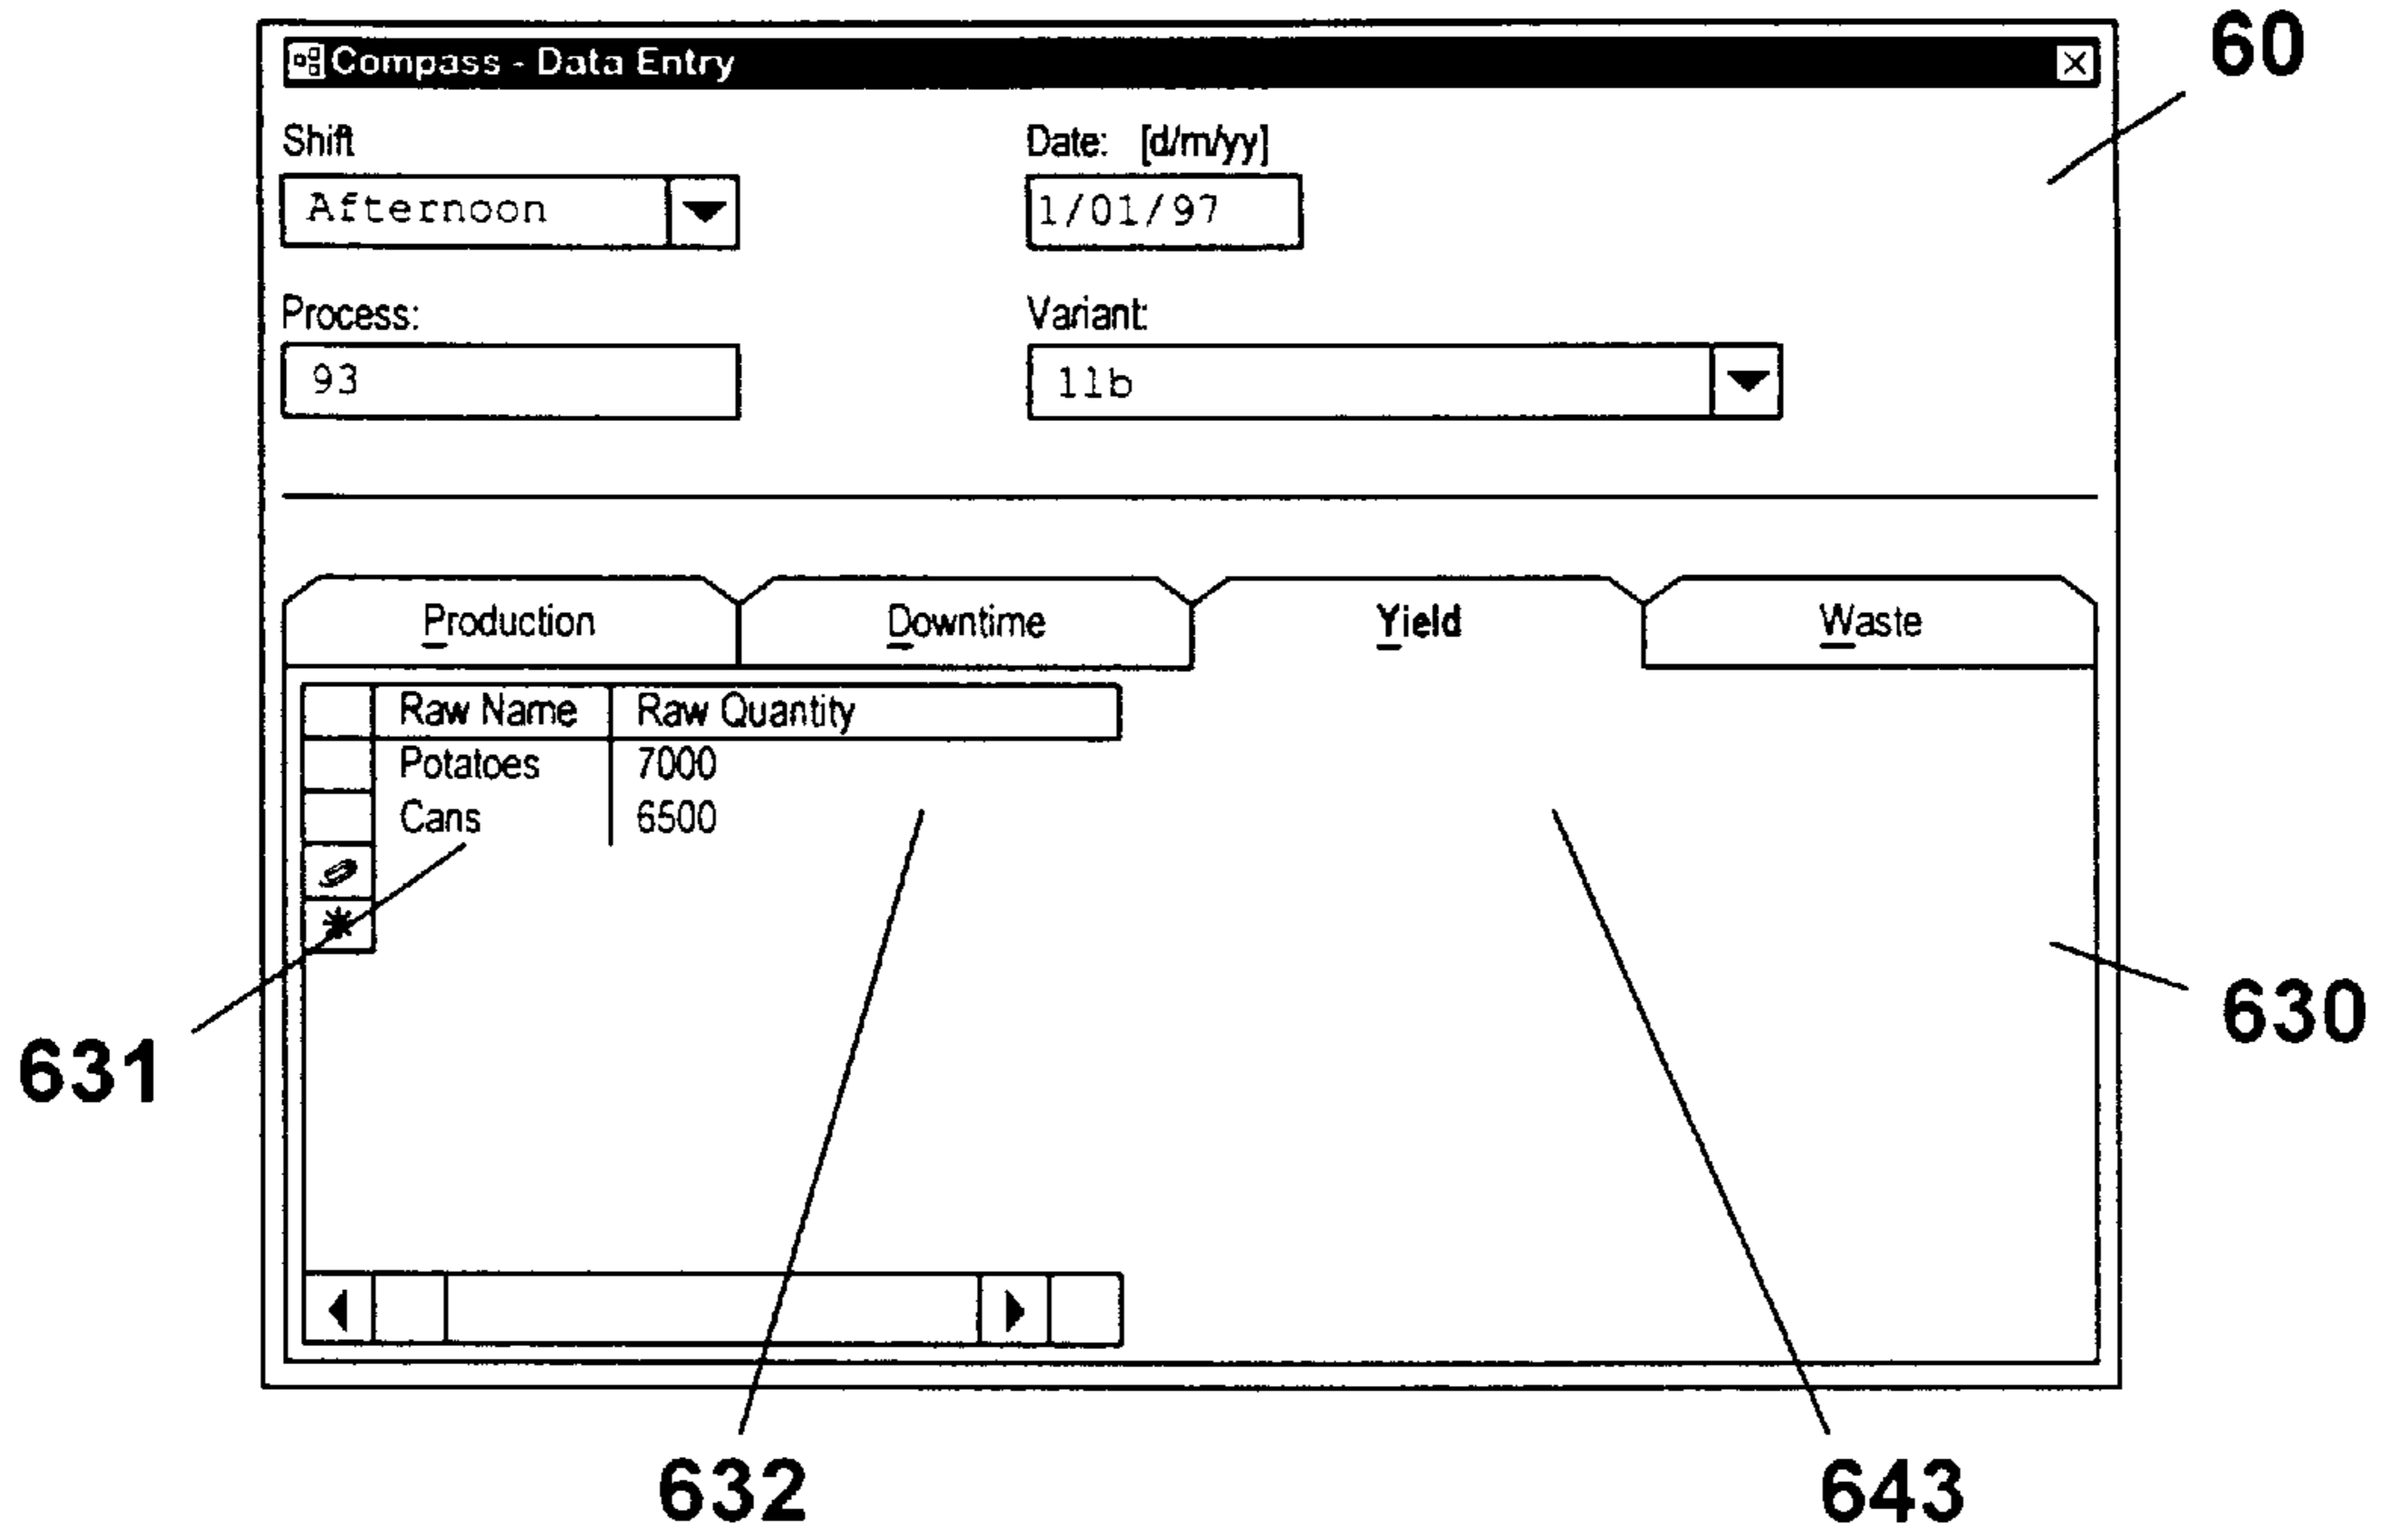 Compass - Data Entry
60
Shift
Date: [d/m/yy]
Afternoon
1/01/97
Process:
Variant:
93
11b
Production
Downtime
Yield
Waste
Raw Name
Raw Quantity
Potatoes
7000
Cans
6500
630
631
632
643